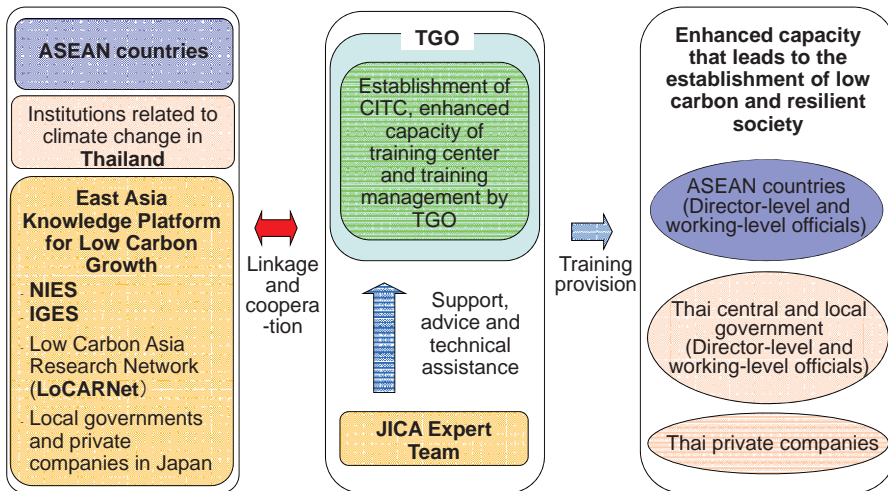 ASEAN countries
Institutions related to
climate change in
Thailand
East Asia
Knowledge Platform
for Low Carbon
Growth
- NIES
- IGES
- Low Carbon Asia
Research Network
(LoCARNet）
- Local governments
and private
companies in Japan
Linkage
and
coopera
-tion
TGO
Establishment of
CITC, enhanced
capacity of
training center
and training
management by
TGO
Support,
advice and
technical
assistance
JICA Expert
Team
Training
provision
Enhanced capacity
that leads to the
establishment of low
carbon and resilient
society
ASEAN countries
(Director-level and
working-level officials)
Thai central and local
government
(Director-level and
working-level officials)
Thai private companies